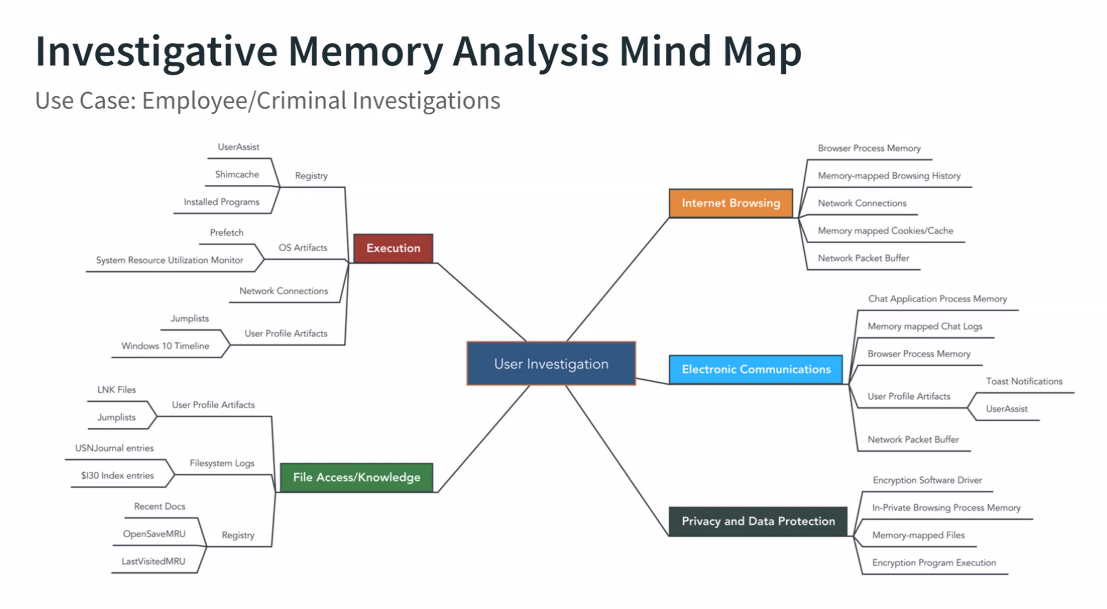 Investigative Memory Analysis Mind Map
Use Case: Employee/Criminal Investigations
User Investigation
Execution
Registry
UserAssist
Shimcache
Installed Programs
OS Artifacts
Prefetch
System Resource Utilization Monitor
Network Connections
User Profile Artifacts
Jumplists
Windows 10 Timeline
File Access/Knowledge
User Profile Artifacts
LNK Files
Jumplists
Filesystem Logs
USNJournal entries
$I30 Index entries
Registry
Recent Docs
OpenSaveMRU
LastVisitedMRU
Internet Browsing
Browser Process Memory
Memory-mapped Browsing History
Network Connections
Memory mapped Cookies/Cache
Network Packet Buffer
Electronic Communications
Chat Application Process Memory
Memory mapped Chat Logs
Browser Process Memory
User Profile Artifacts
Toast Notifications
UserAssist
Network Packet Buffer
Privacy and Data Protection
Encryption Software Driver
In-Private Browsing Process Memory
Memory-mapped Files
Encryption Program Execution